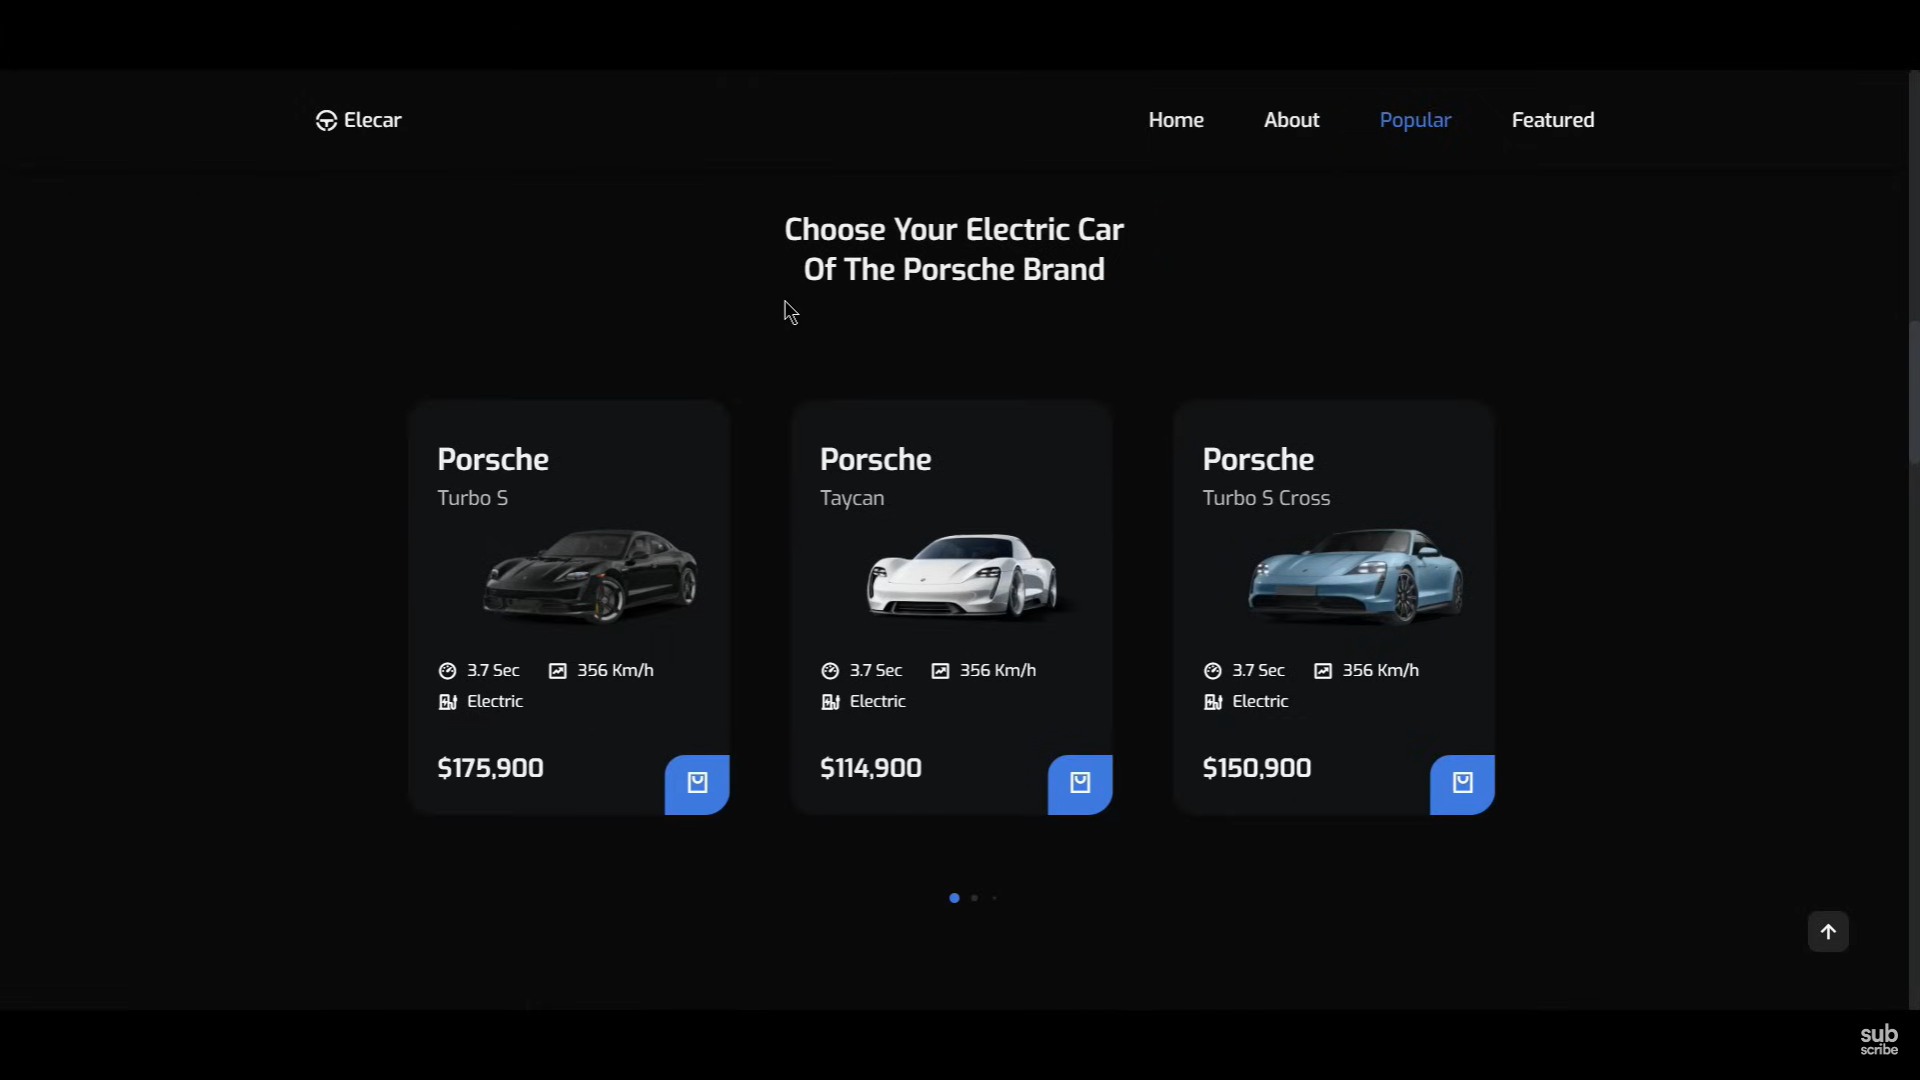 Elecar
Home About Popular Featured
Choose Your Electric Car
Of The Porsche Brand
Porsche
Turbo S
3.7 Sec 356 Km/h
Electric
$175,900
Porsche
Taycan
3.7 Sec 356 Km/h
Electric
$114,900
Porsche
Turbo S Cross
3.7 Sec 356 Km/h
Electric
$150,900
sub
scribe